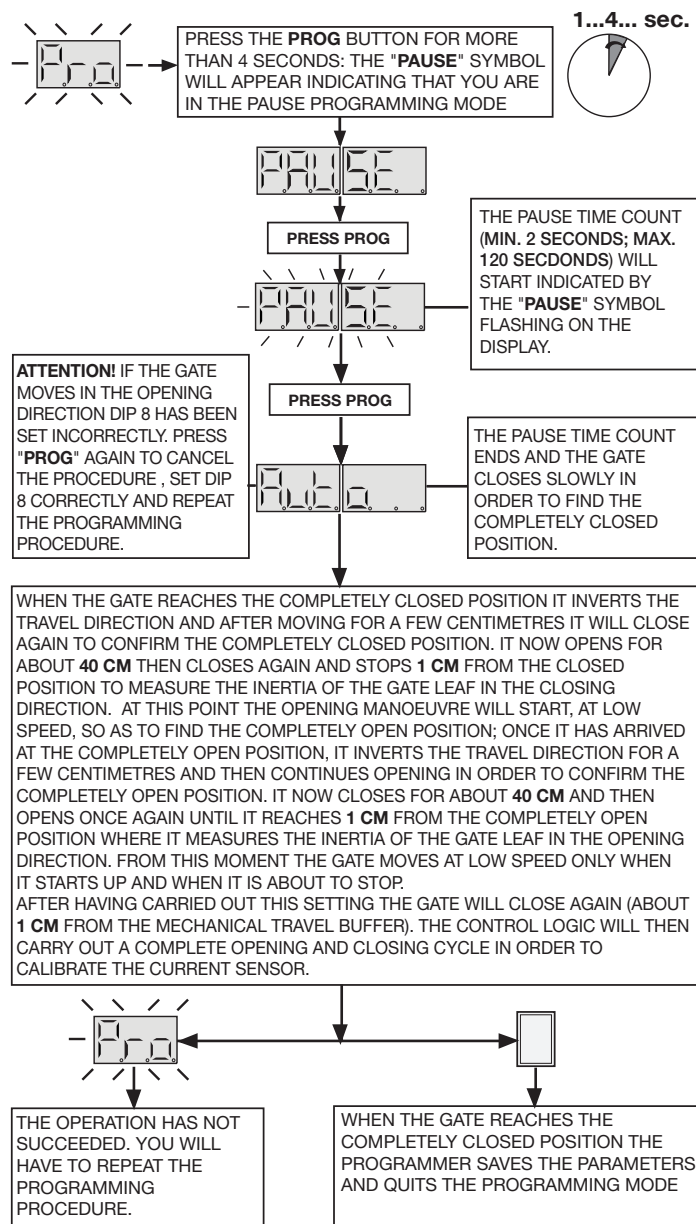 1...4... sec.
Pro
PRESS THE PROG BUTTON FOR MORE
THAN 4 SECONDS: THE "PAUSE" SYMBOL
WILL APPEAR INDICATING THAT YOU ARE
IN THE PAUSE PROGRAMMING MODE
PAUSE
PRESS PROG
PAUSE
THE PAUSE TIME COUNT
(MIN. 2 SECONDS; MAX.
120 SECDONDS) WILL
START INDICATED BY
THE "PAUSE" SYMBOL
FLASHING ON THE
DISPLAY.
ATTENTION! IF THE GATE
MOVES IN THE OPENING
DIRECTION DIP 8 HAS BEEN
SET INCORRECTLY. PRESS
"PROG" AGAIN TO CANCEL
THE PROCEDURE , SET DIP
8 CORRECTLY AND REPEAT
THE PROGRAMMING
PROCEDURE.
PRESS PROG
Auto
THE PAUSE TIME COUNT
ENDS AND THE GATE
CLOSES SLOWLY IN
ORDER TO FIND THE
COMPLETELY CLOSED
POSITION.
WHEN THE GATE REACHES THE COMPLETELY CLOSED POSITION IT INVERTS THE
TRAVEL DIRECTION AND AFTER MOVING FOR A FEW CENTIMETRES IT WILL CLOSE
AGAIN TO CONFIRM THE COMPLETELY CLOSED POSITION. IT NOW OPENS FOR
ABOUT 40 CM THEN CLOSES AGAIN AND STOPS 1 CM FROM THE CLOSED
POSITION TO MEASURE THE INERTIA OF THE GATE LEAF IN THE CLOSING
DIRECTION. AT THIS POINT THE OPENING MANOEUVRE WILL START, AT LOW
SPEED, SO AS TO FIND THE COMPLETELY OPEN POSITION; ONCE IT HAS ARRIVED
AT THE COMPLETELY OPEN POSITION, IT INVERTS THE TRAVEL DIRECTION FOR A
FEW CENTIMETRES AND THEN CONTINUES OPENING IN ORDER TO CONFIRM THE
COMPLETELY OPEN POSITION. IT NOW CLOSES FOR ABOUT 40 CM AND THEN
OPENS ONCE AGAIN UNTIL IT REACHES 1 CM FROM THE COMPLETELY OPEN
POSITION WHERE IT MEASURES THE INERTIA OF THE GATE LEAF IN THE OPENING
DIRECTION. FROM THIS MOMENT THE GATE MOVES AT LOW SPEED ONLY WHEN
IT STARTS UP AND WHEN IT IS ABOUT TO STOP.
AFTER HAVING CARRIED OUT THIS SETTING THE GATE WILL CLOSE AGAIN (ABOUT
1 CM FROM THE MECHANICAL TRAVEL BUFFER). THE CONTROL LOGIC WILL THEN
CARRY OUT A COMPLETE OPENING AND CLOSING CYCLE IN ORDER TO
CALIBRATE THE CURRENT SENSOR.
Pro
THE OPERATION HAS NOT
SUCCEEDED. YOU WILL
HAVE TO REPEAT THE
PROGRAMMING
PROCEDURE.
WHEN THE GATE REACHES THE
COMPLETELY CLOSED POSITION THE
PROGRAMMER SAVES THE PARAMETERS
AND QUITS THE PROGRAMMING MODE